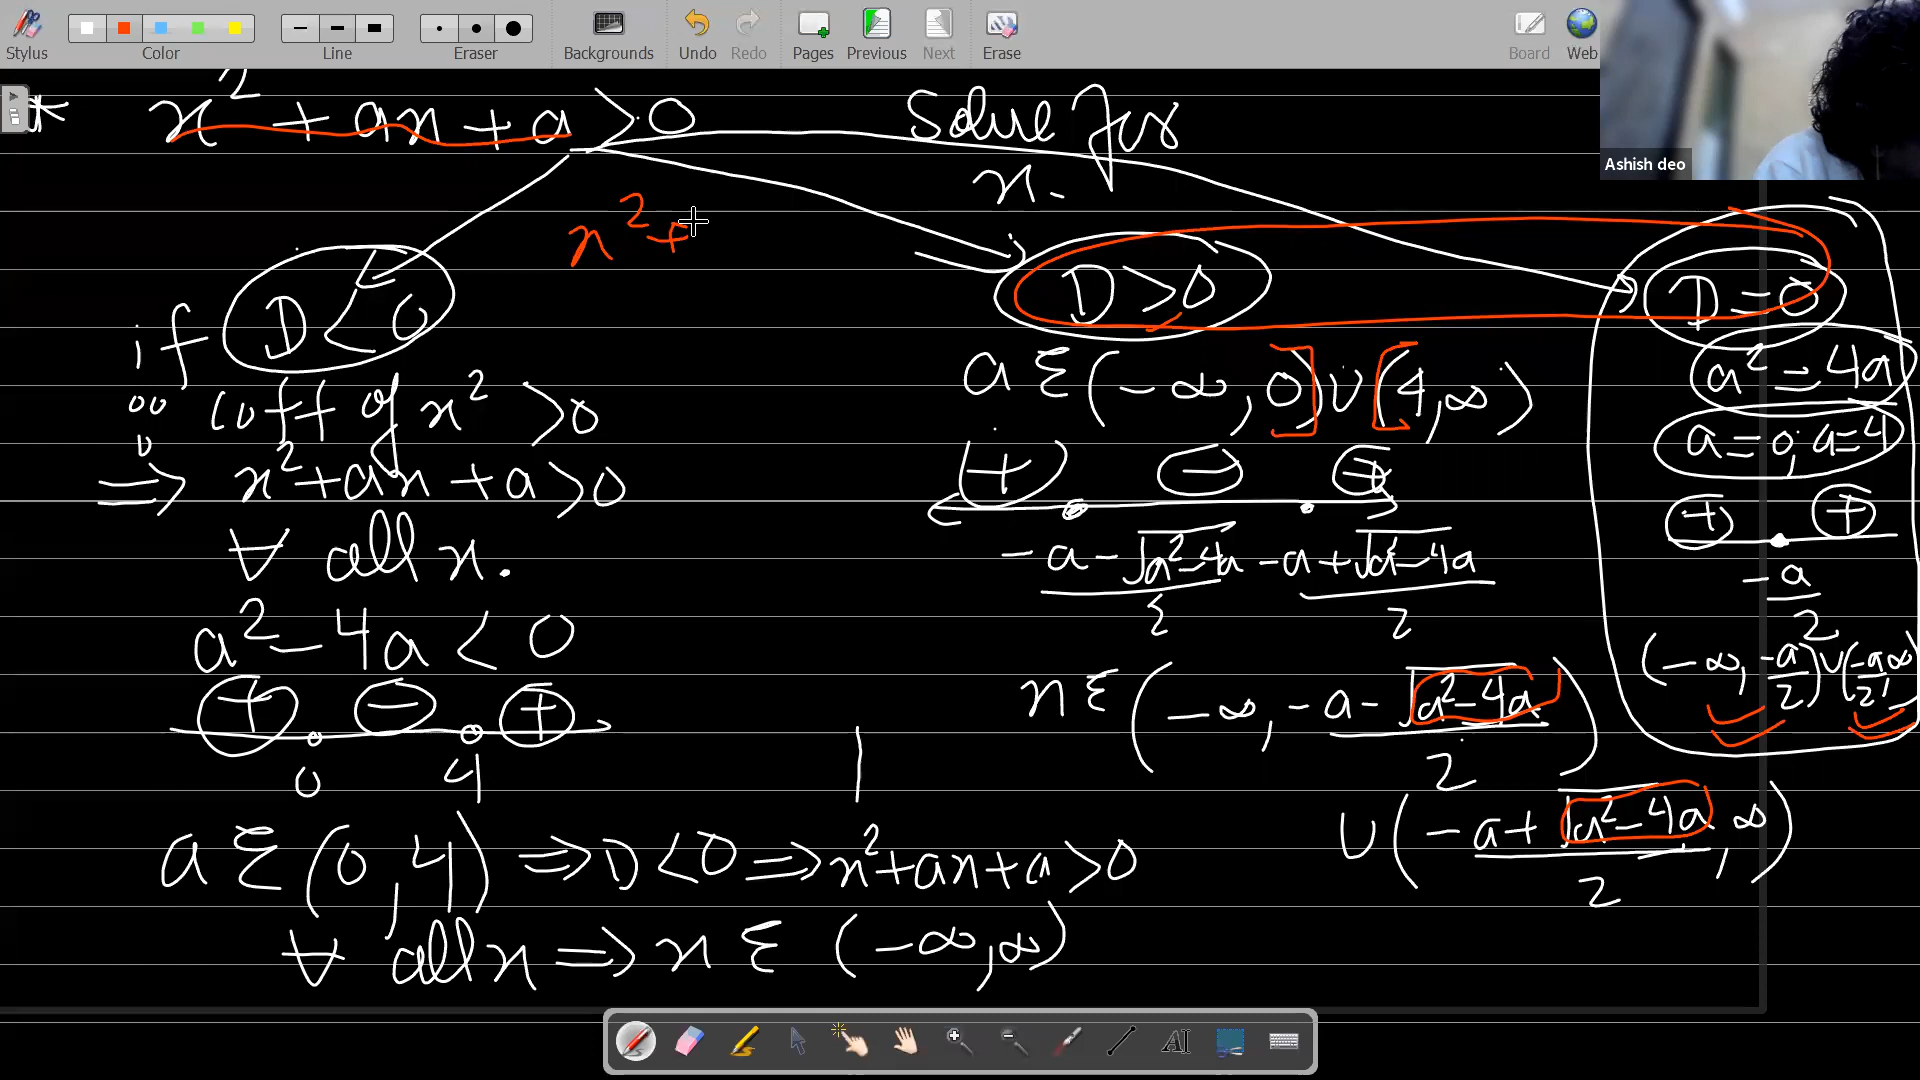 Stylus Color Line Eraser Backgrounds Undo Redo Pages Previous Next Erase Board Web
Ashish deo
* x² + ax + a > 0 Solve for x.
x² +
if D < 0
∵ coff of x² > 0
⇒ x² + ax + a > 0
∀ all x.
a² - 4a < 0
+ - +
0 4
a ∈ (0, 4) ⇒ D < 0 ⇒ x² + ax + a > 0
∀ all x ⇒ x ∈ (-∞, ∞)
D > 0
a ∈ (-∞, 0)] ∪ [(4, ∞)
+ - +
(-a - √(a² - 4a))/2 (-a + √(a² - 4a))/2
x ∈ (-∞, (-a - √(a² - 4a))/2)
∪ ((-a + √(a² - 4a))/2, ∞)
D = 0
a² = 4a
a = 0, a = 4
+ +
-a/2
(-∞, -a/2) ∪ (-a/2, ∞)
AI